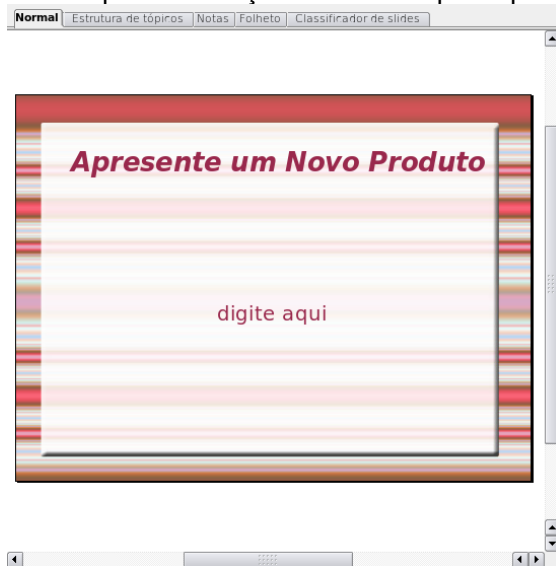 Normal Estrutura de tópicos Notas Folheto Classificador de slides
Apresente um Novo Produto
digite aqui